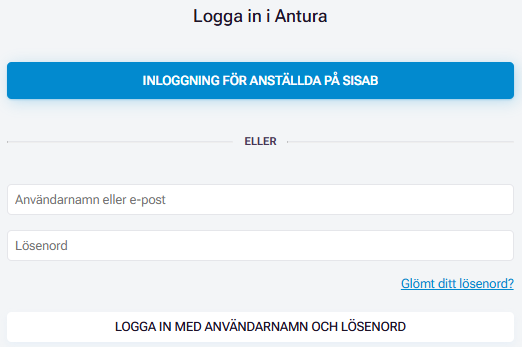 Logga in i Antura
INLOGGNING FÖR ANSTÄLLDA PÅ SISAB
ELLER
Användarnamn eller e-post
Lösenord
Glömt ditt lösenord?
LOGGA IN MED ANVÄNDARNAMN OCH LÖSENORD